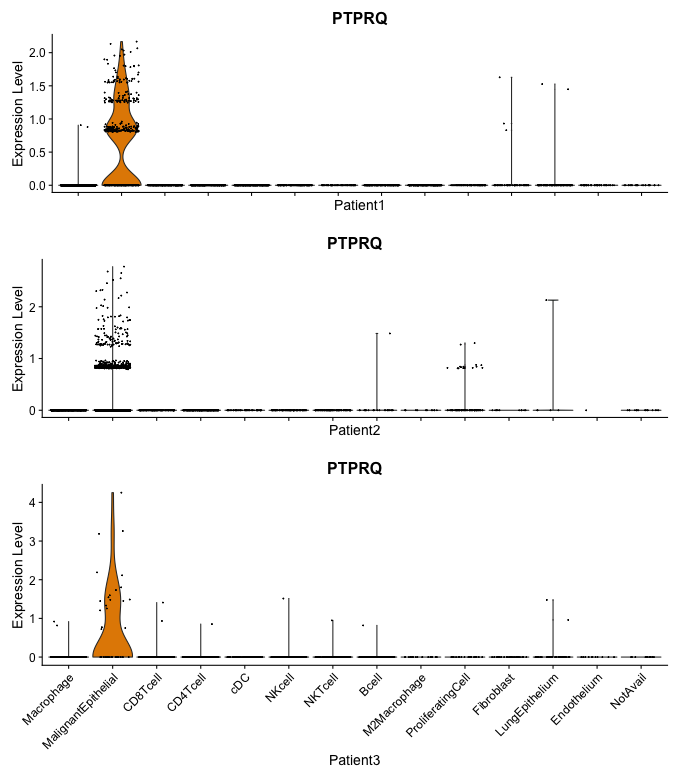 PTPRQ
Expression Level
2.0
1.5
1.0
0.5
0.0
Patient1
PTPRQ
Expression Level
2
1
0
Patient2
PTPRQ
Expression Level
4
3
2
1
0
Macrophage
MalignantEpithelial
CD8Tcell
CD4Tcell
cDC
NKcell
NKTcell
Bcell
M2Macrophage
ProliferatingCell
Fibroblast
LungEpithelium
Endothelium
NotAvail
Patient3